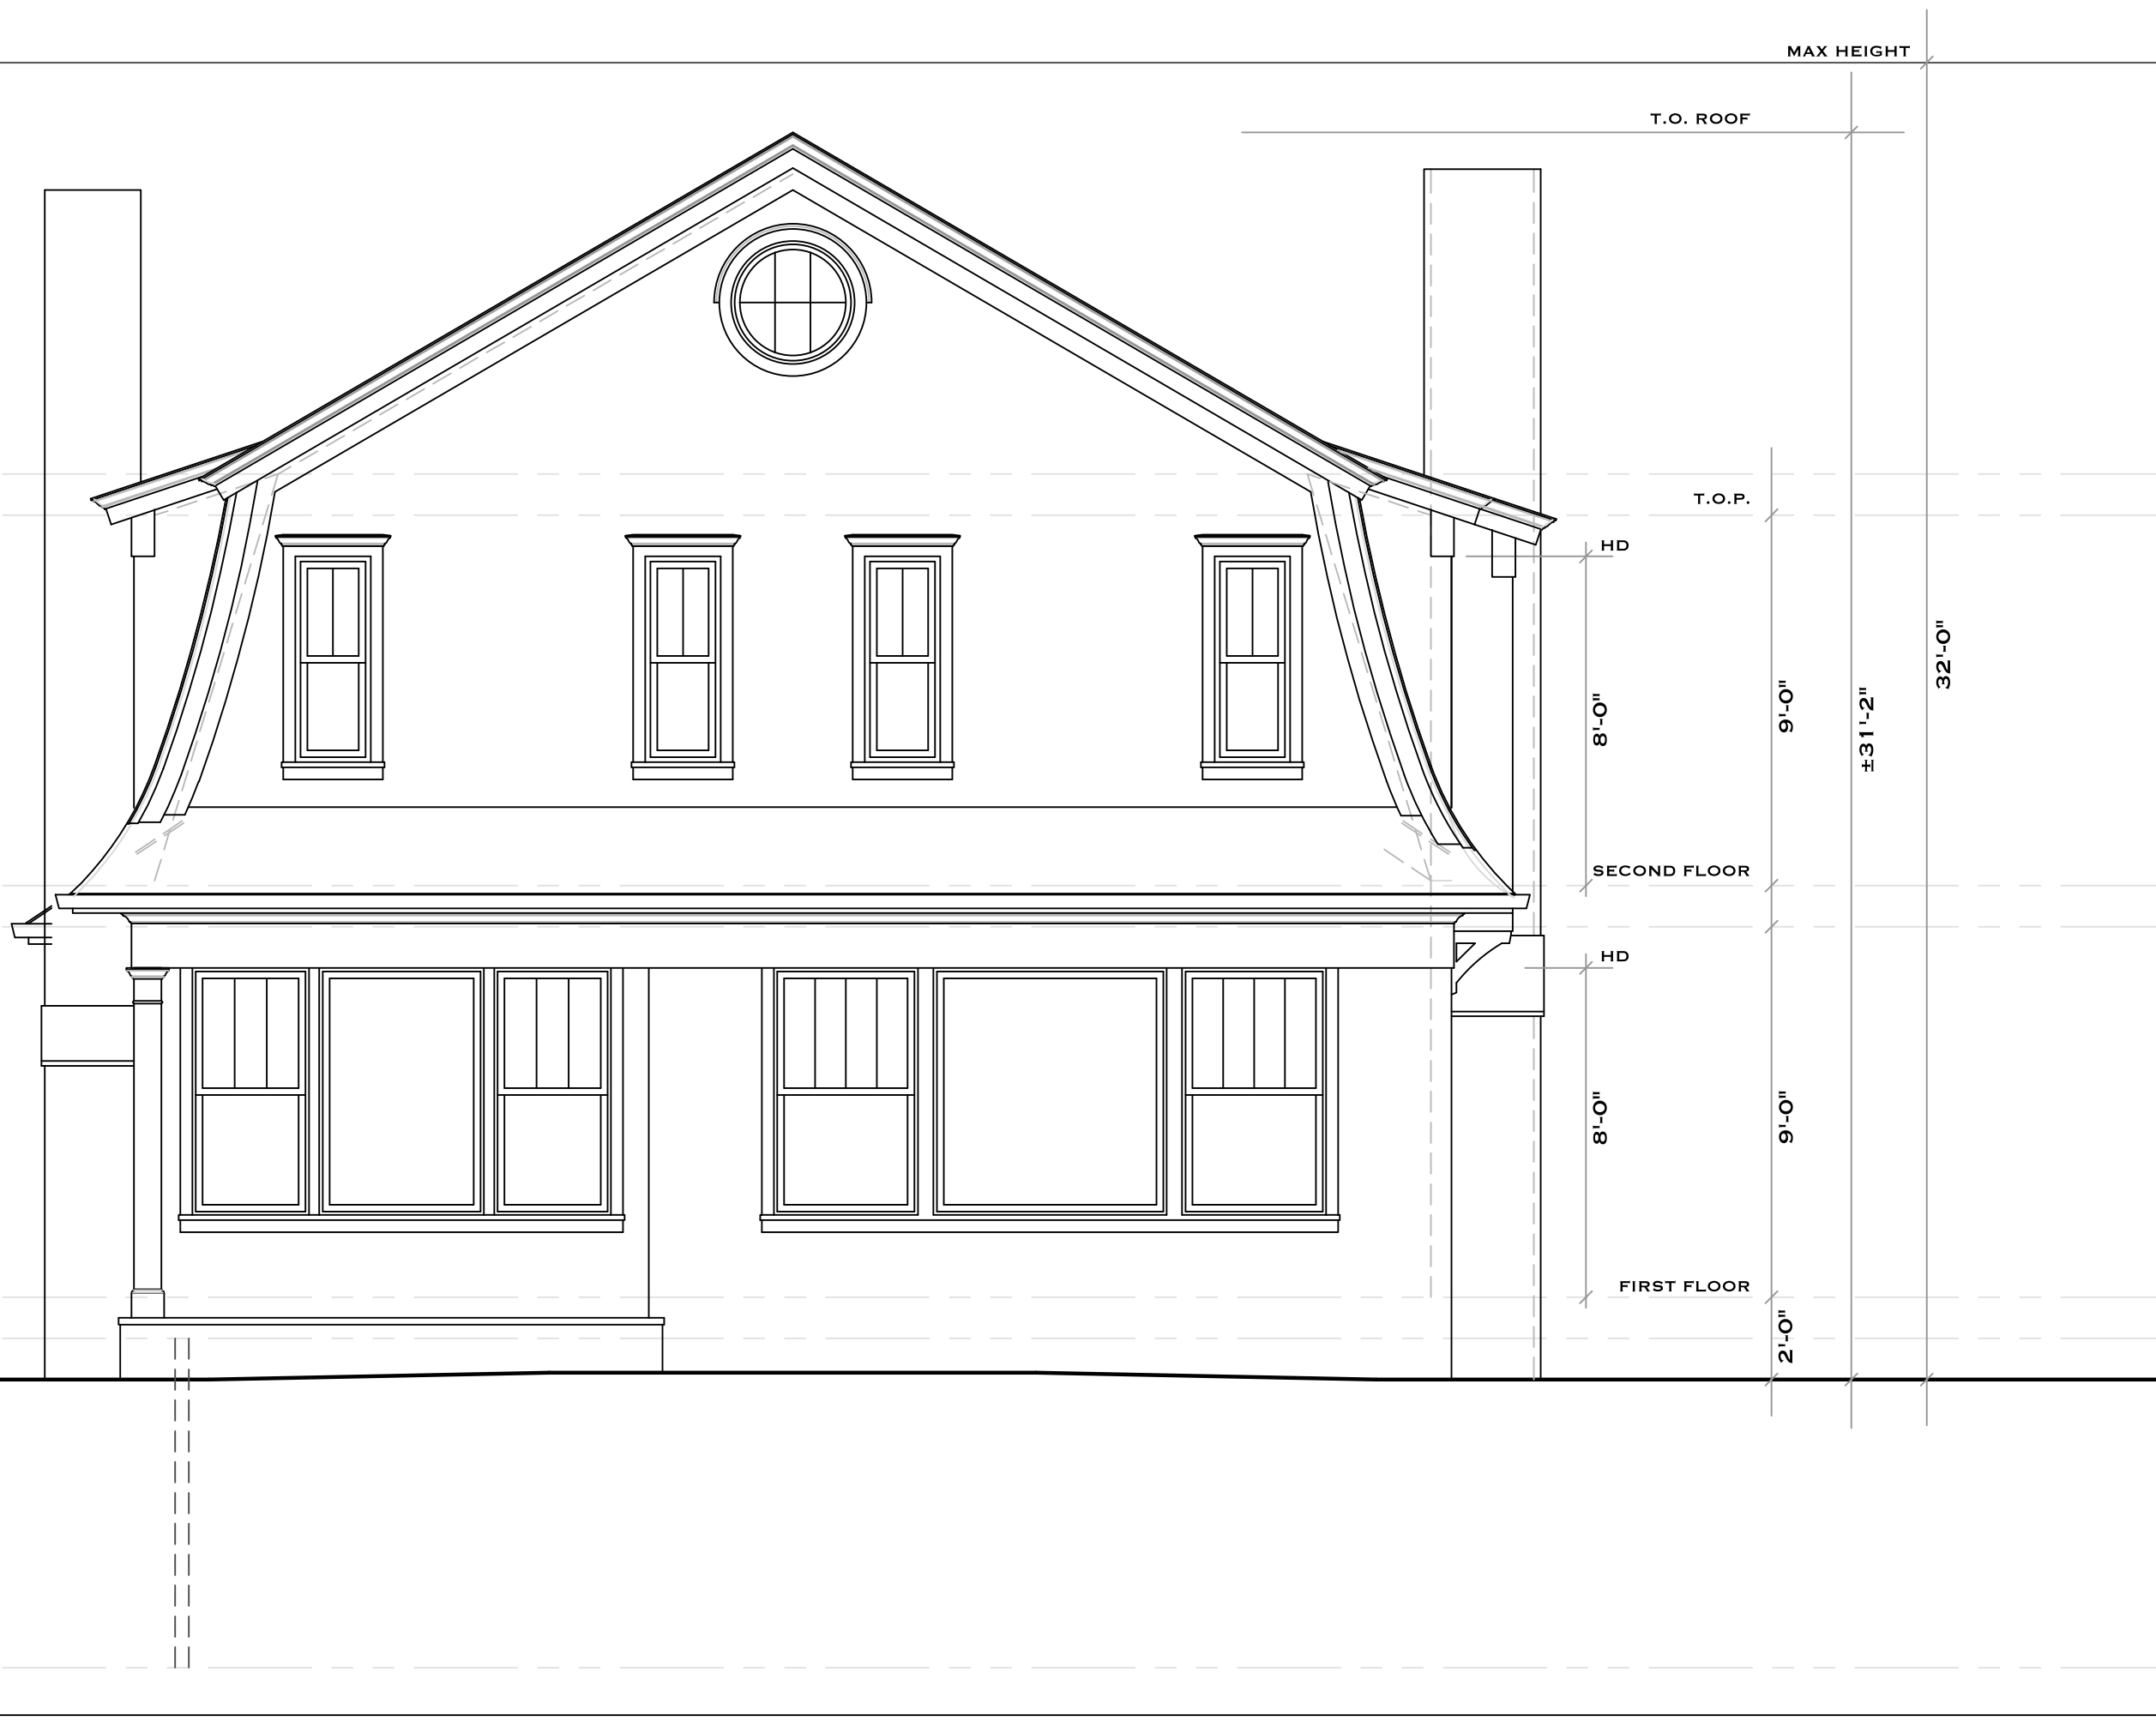 MAX HEIGHT
T.O. ROOF
T.O.P.
HD
32'-0"
8'-0"
9'-0"
±31'-2"
SECOND FLOOR
HD
8'-0"
9'-0"
FIRST FLOOR
2'-0"